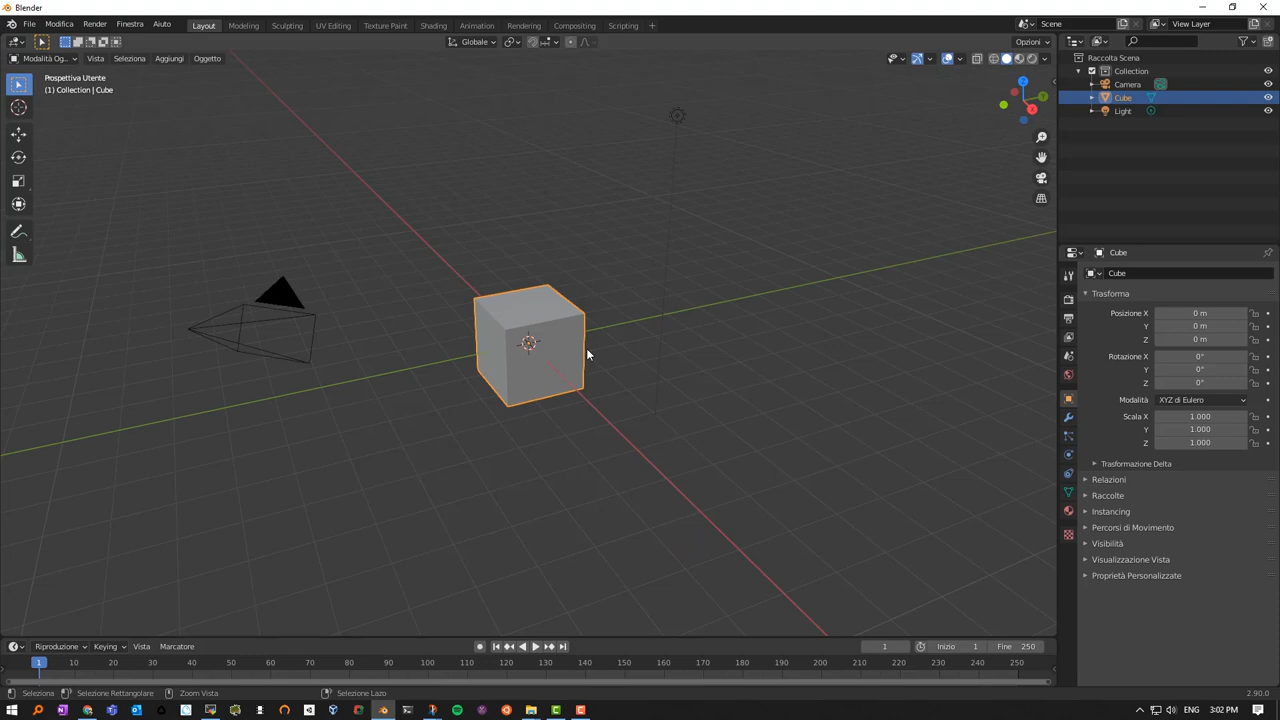 Blender
File Modifica Render Finestra Aiuto Layout Modeling Sculpting UV Editing Texture Paint Shading Animation Rendering Compositing Scripting + Scene View Layer
Globale Opzioni
Modalità Og... Vista Seleziona Aggiungi Oggetto
Prospettiva Utente
(1) Collection | Cube
Z
Y
X
Raccolta Scena
Collection
Camera
Cube
Light
Cube
Cube
Trasforma
Posizione X 0 m
Y 0 m
Z 0 m
Rotazione X 0°
Y 0°
Z 0°
Modalità XYZ di Eulero
Scala X 1.000
Y 1.000
Z 1.000
Trasformazione Delta
Relazioni
Raccolte
Instancing
Percorsi di Movimento
Visibilità
Visualizzazione Vista
Proprietà Personalizzate
Riproduzione Keying Vista Marcatore 1 Inizio 1 Fine 250
1 10 20 30 40 50 60 70 80 90 100 110 120 130 140 150 160 170 180 190 200 210 220 230 240 250
Seleziona Selezione Rettangolare Zoom Vista Selezione Lazo 2.90.0
ENG 3:02 PM